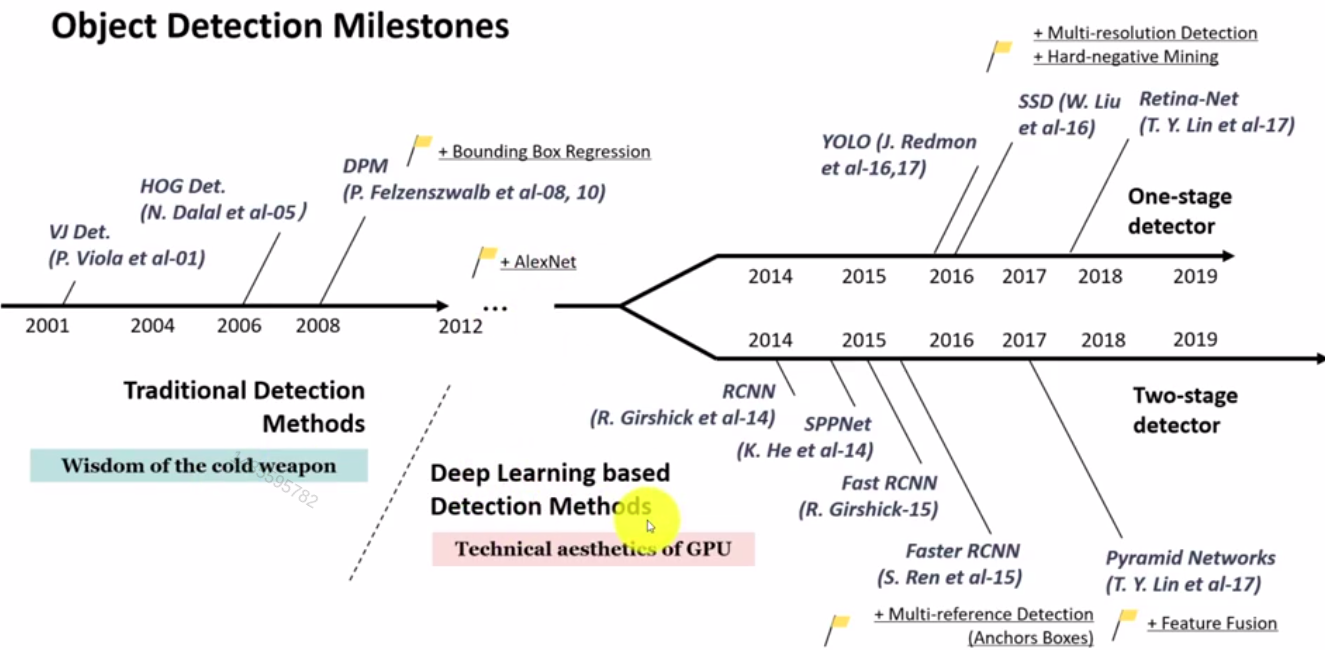 Object Detection Milestones
+ Multi-resolution Detection
+ Hard-negative Mining
SSD (W. Liu
et al-16)
Retina-Net
(T. Y. Lin et al-17)
YOLO (J. Redmon
et al-16,17)
+ Bounding Box Regression
DPM
(P. Felzenszwalb et al-08, 10)
HOG Det.
(N. Dalal et al-05)
VJ Det.
(P. Viola et al-01)
One-stage
detector
+ AlexNet
...
2014 2015 2016 2017 2018 2019
2001 2004 2006 2008 2012
2014 2015 2016 2017 2018 2019
Traditional Detection
Methods
Wisdom of the cold weapon
RCNN
(R. Girshick et al-14)
SPPNet
(K. He et al-14)
Two-stage
detector
Deep Learning based
Detection Methods
Technical aesthetics of GPU
Fast RCNN
(R. Girshick-15)
Faster RCNN
(S. Ren et al-15)
Pyramid Networks
(T. Y. Lin et al-17)
+ Multi-reference Detection
(Anchors Boxes)
+ Feature Fusion